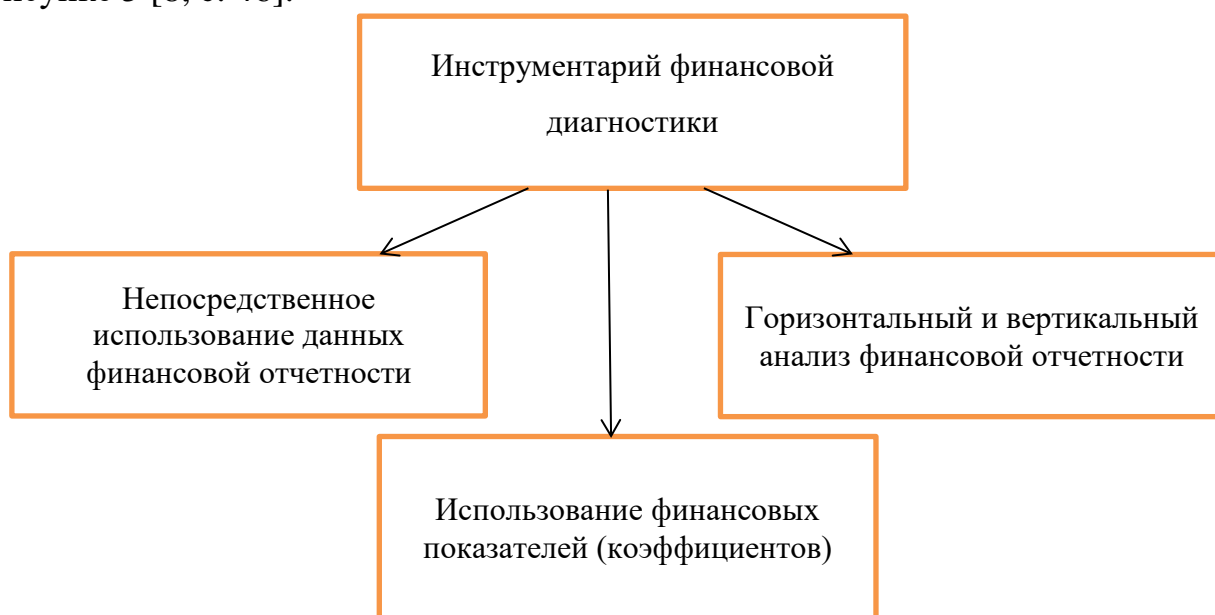 Инструментарий финансовой
диагностики
Непосредственное
использование данных
финансовой отчетности
Горизонтальный и вертикальный
анализ финансовой отчетности
Использование финансовых
показателей (коэффициентов)